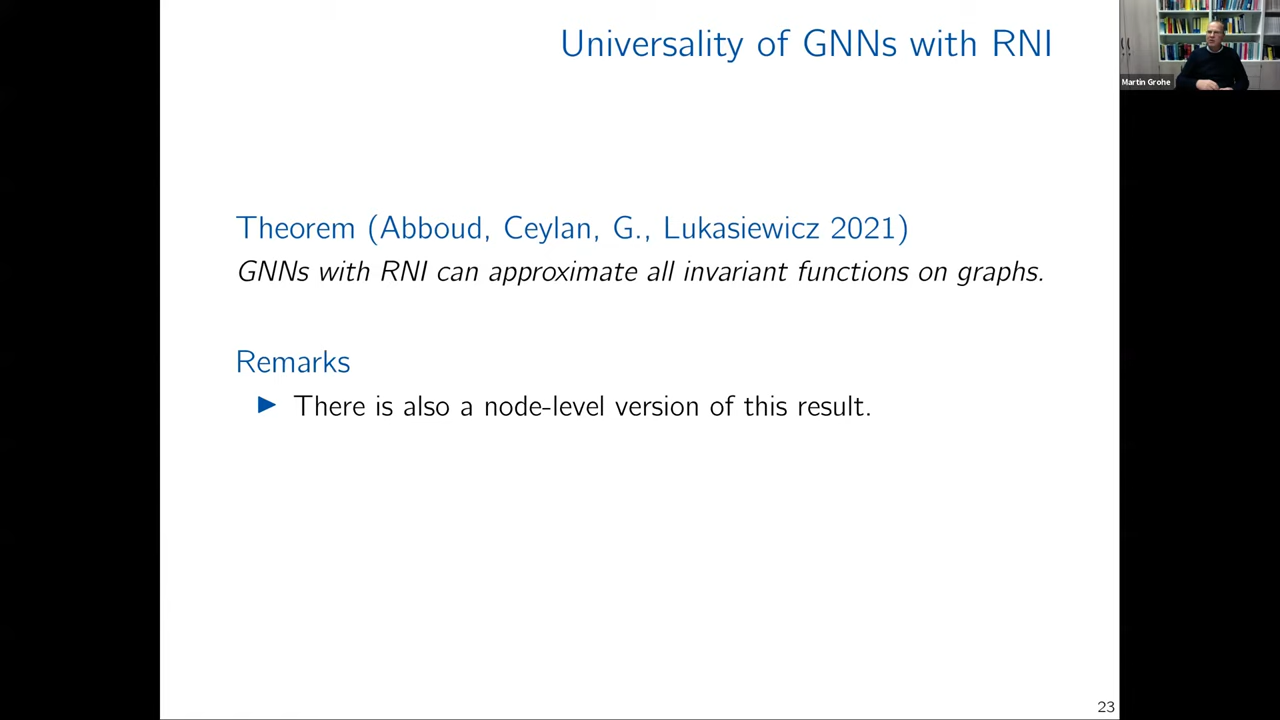 Universality of GNNs with RNI
Martin Grohe
Theorem (Abboud, Ceylan, G., Lukasiewicz 2021)
GNNs with RNI can approximate all invariant functions on graphs.
Remarks
▶ There is also a node-level version of this result.
23